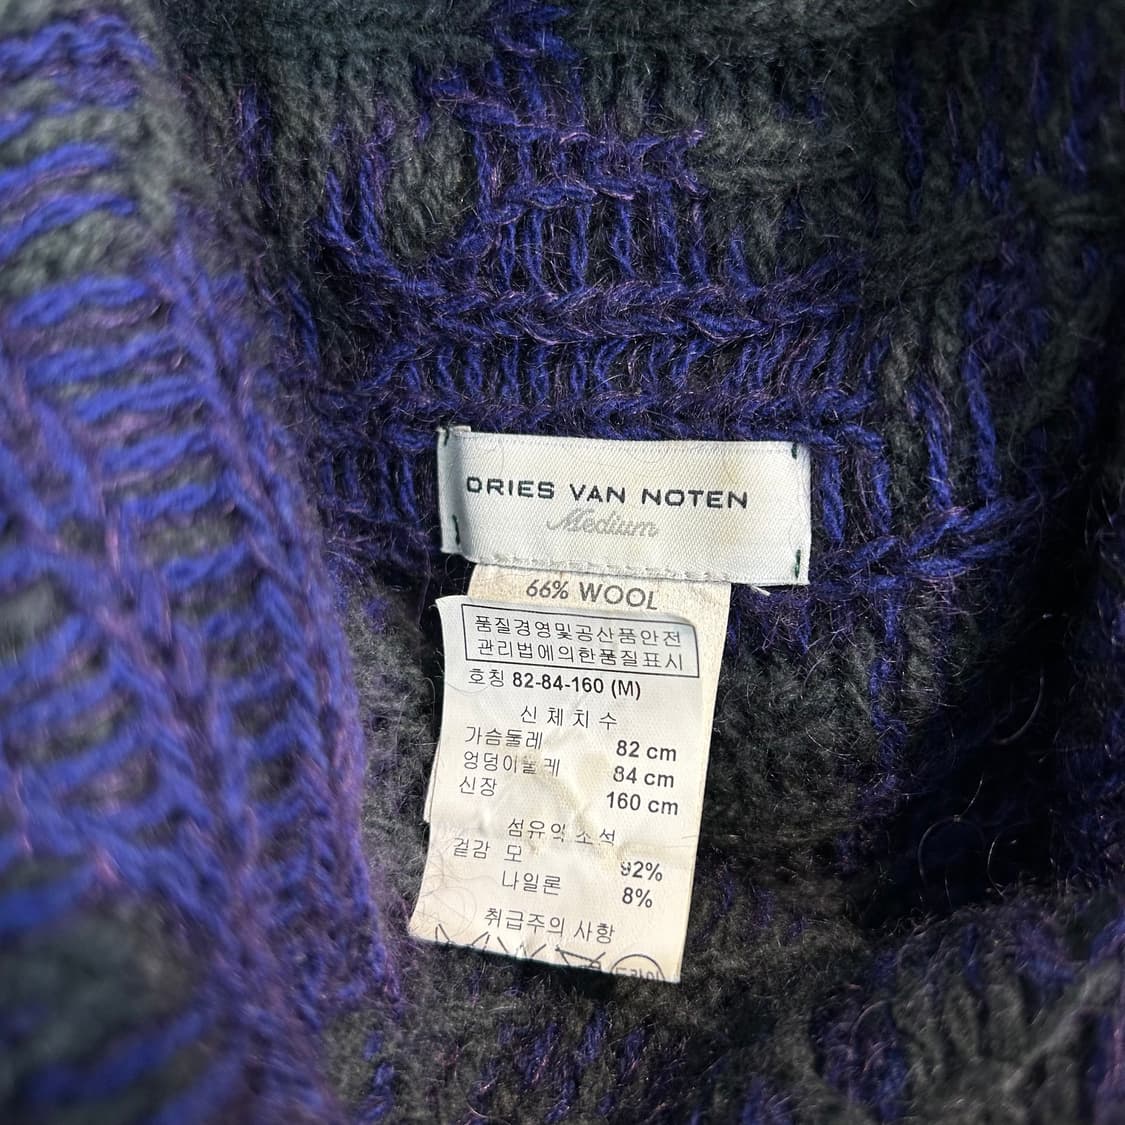 DRIES VAN NOTEN
Medium
66% WOOL
품질경영및공산품안전
관리법에의한품질표시
호칭 82-84-160 (M)
신체치수
가슴둘레 82 cm
엉덩이둘레 84 cm
신장 160 cm
섬유의 조성
겉감 모 92%
나일론 8%
취급주의 사항
드라이